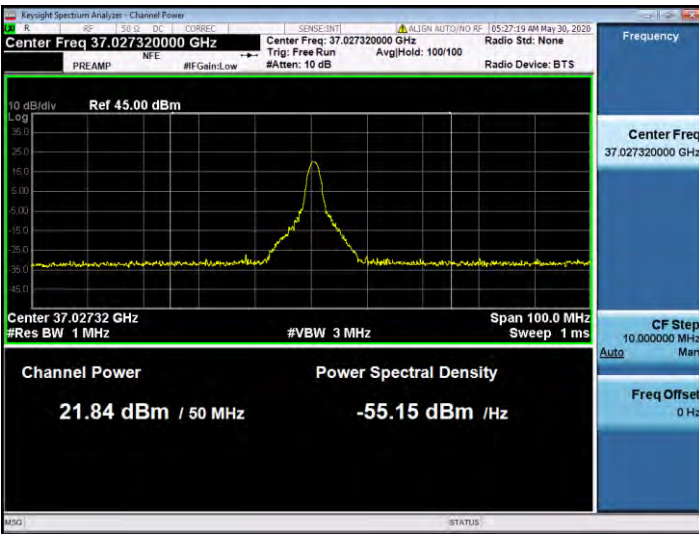 Keysight Spectrum Analyzer - Channel Power
R RF 50 Ω DC CORREC SENSE:INT ALIGN AUTO/NO RF 05:27:19 AM May 30, 2020
Center Freq 37.027320000 GHz Center Freq: 37.027320000 GHz Radio Std: None Frequency
NFE Trig: Free Run Avg|Hold: 100/100
PREAMP #IFGain:Low #Atten: 10 dB Radio Device: BTS
10 dB/div Ref 45.00 dBm
Log
35.0
25.0
15.0
5.00
-5.00
-15.0
-25.0
-35.0
-45.0
Center Freq
37.027320000 GHz
Center 37.02732 GHz Span 100.0 MHz
#Res BW 1 MHz #VBW 3 MHz Sweep 1 ms
CF Step
10.000000 MHz
Auto Man
Channel Power Power Spectral Density
21.84 dBm / 50 MHz -55.15 dBm /Hz
Freq Offset
0 Hz
MSG STATUS